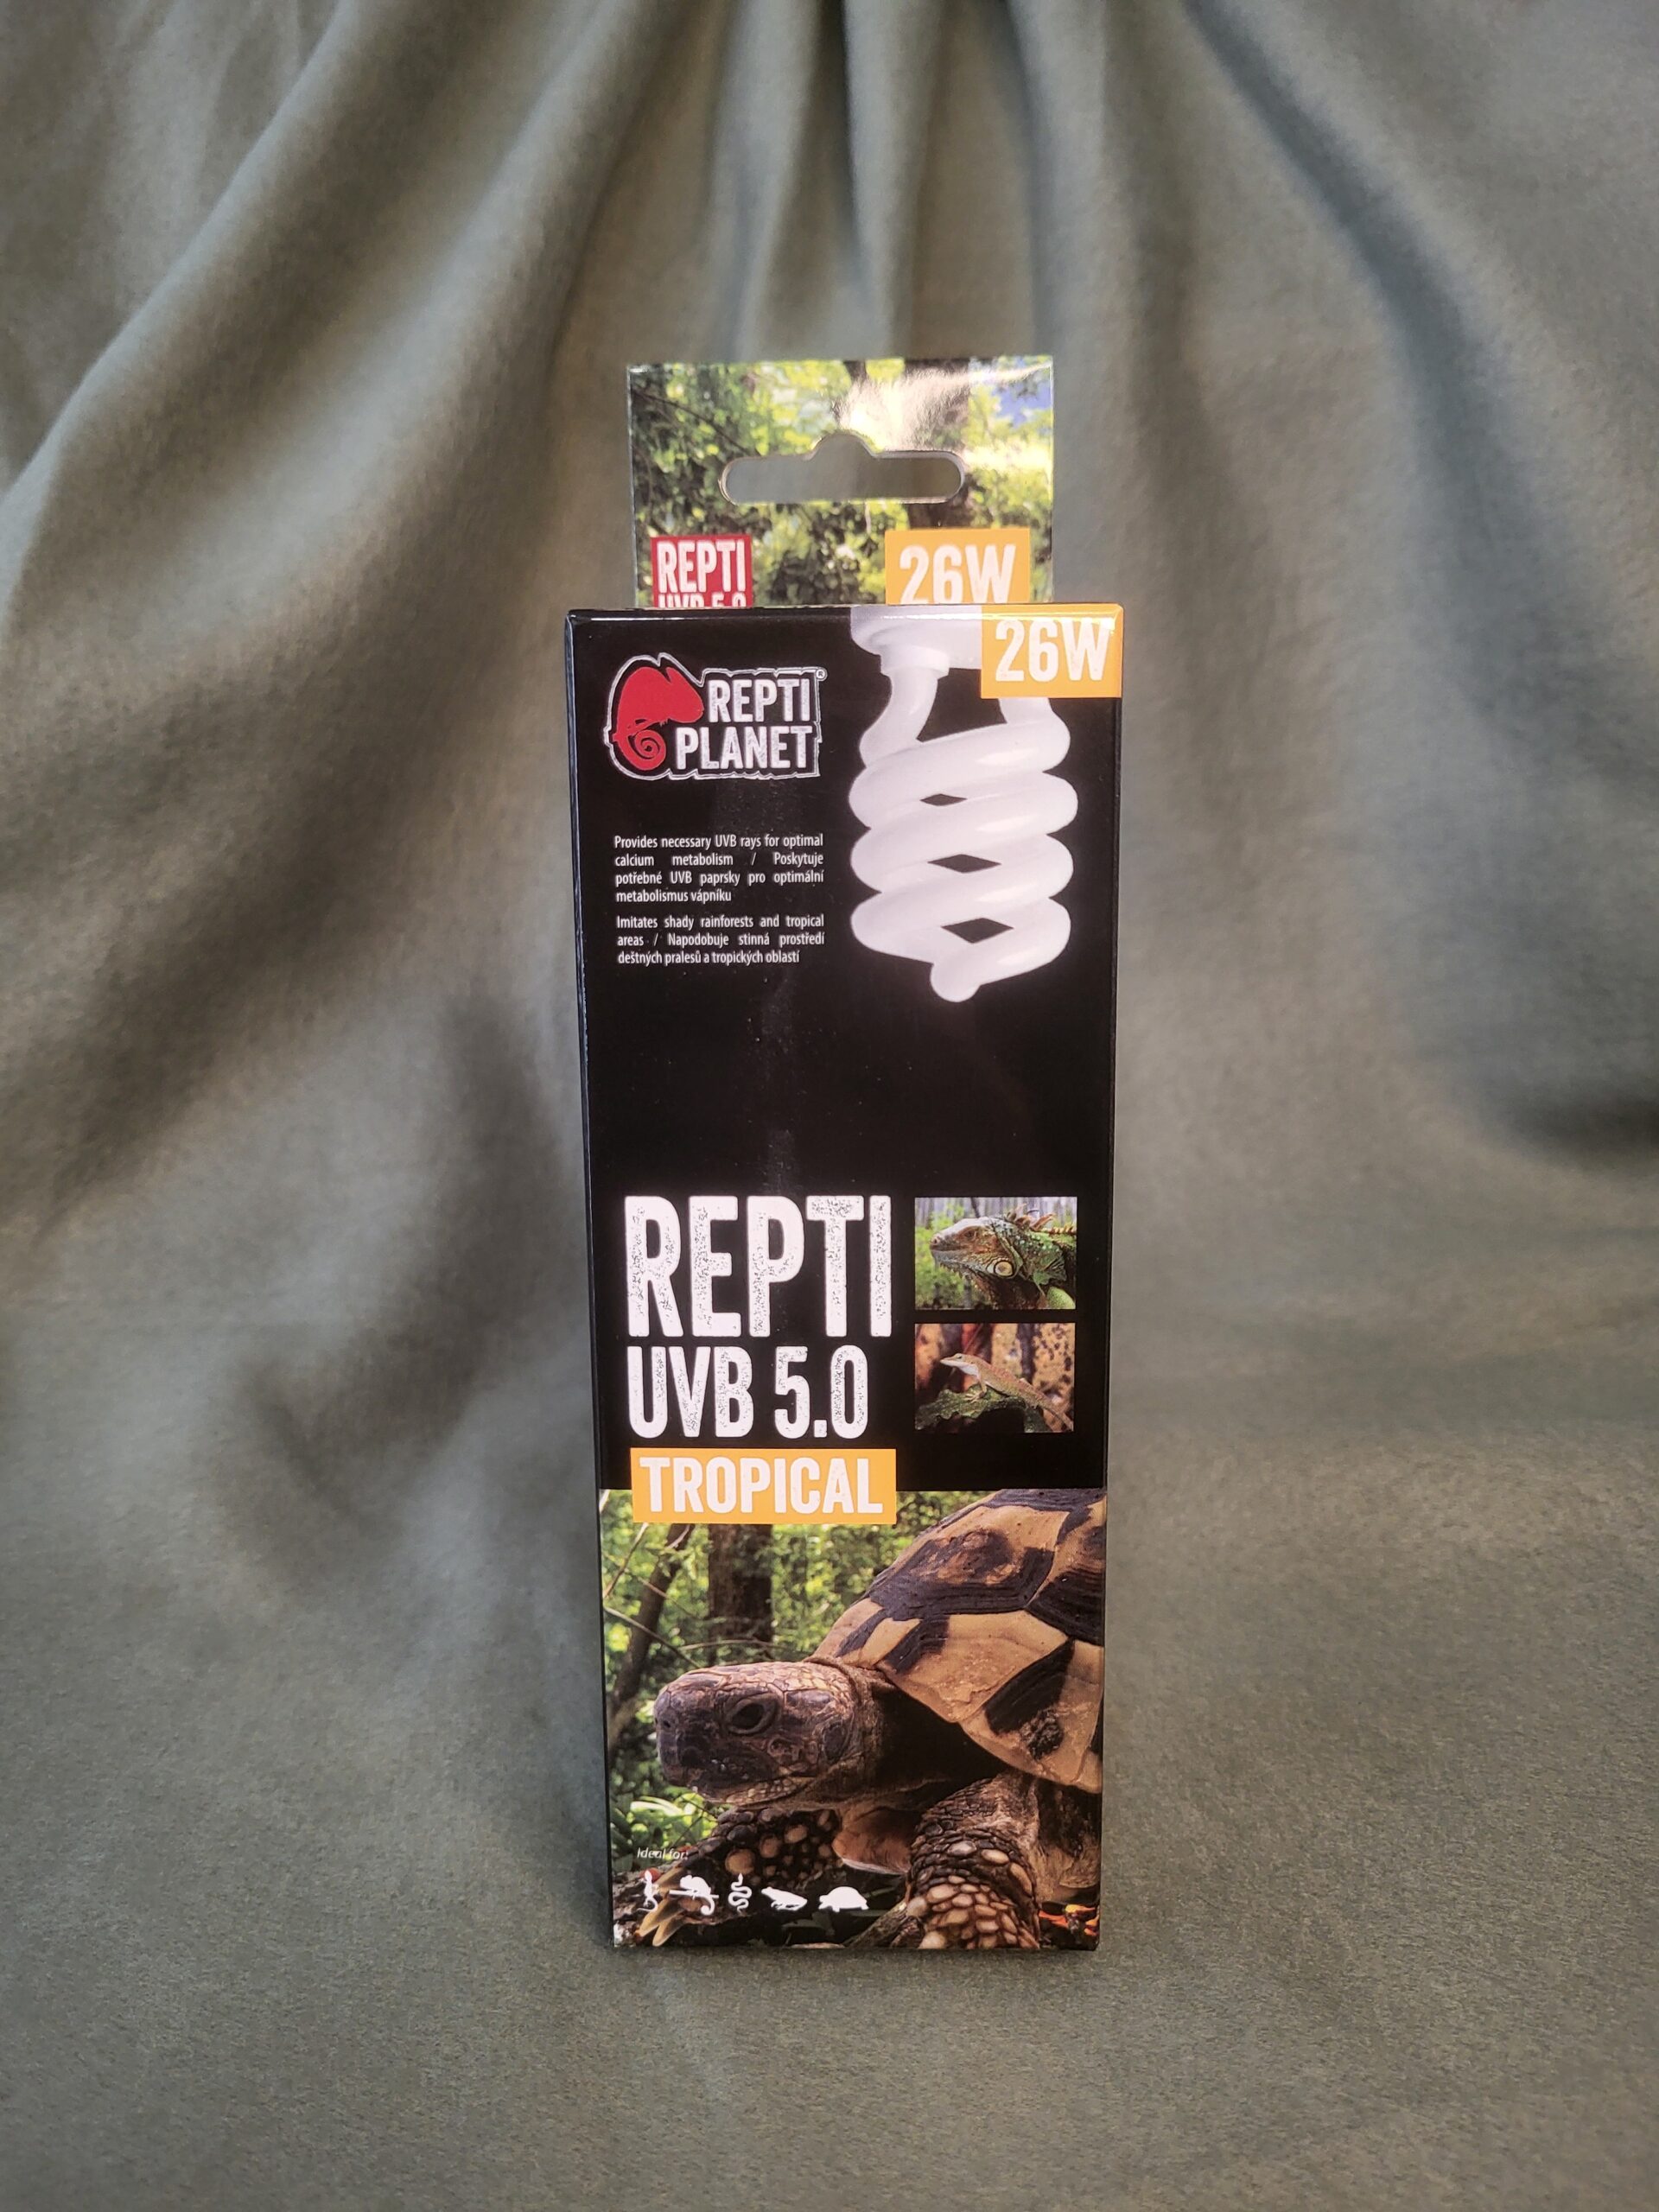 REPTI
UVB 5.0
26W
26W
REPTI
PLANET®
Provides necessary UVB rays for optimal
calcium metabolism / Poskytuje
potřebné UVB paprsky pro optimální
metabolismus vápníku
Imitates shady rainforests and tropical
areas / Napodobuje stinná prostředí
deštných pralesů a tropických oblastí
REPTI
UVB 5.0
TROPICAL
Ideal for: